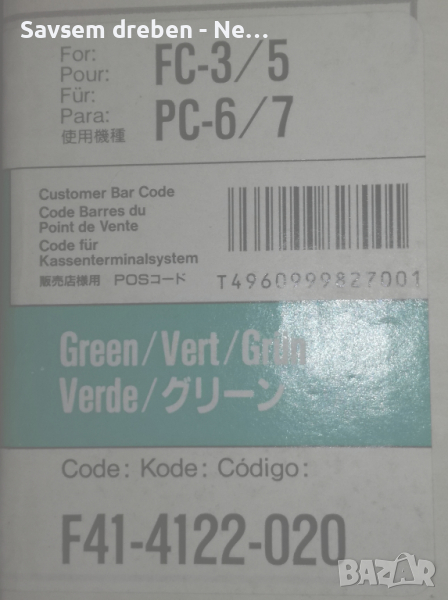 Savsem dreben - Ne...
For:
Pour:
Für:
Para:
使用機種
FC-3/5
PC-6/7
Customer Bar Code
Code Barres du
Point de Vente
Code für
Kassenterminalsystem
販売店様用 POSコード
T4960999827001
Green/Vert/Grün
Verde/グリーン
Code: Kode: Código:
F41-4122-020
BAZAR